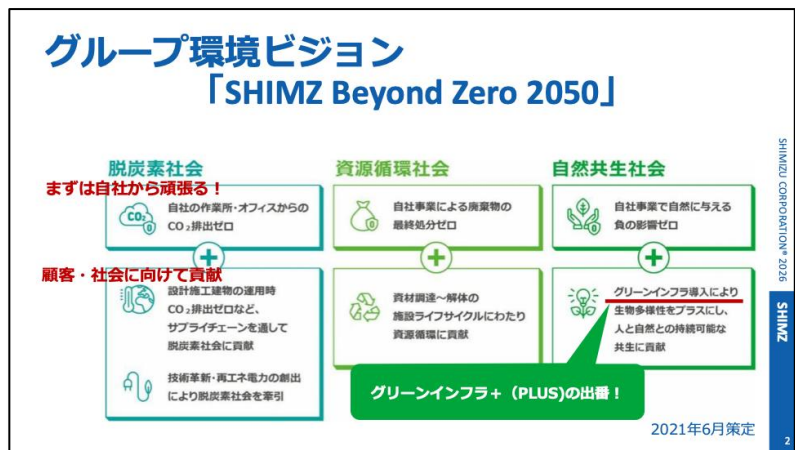 グループ環境ビジョン
「SHIMZ Beyond Zero 2050」
脱炭素社会
まずは自社から頑張る！
自社の作業所・オフィスからの
CO₂排出ゼロ
顧客・社会に向けて貢献
設計施工建物の運用時
CO₂排出ゼロなど、
サプライチェーンを通して
脱炭素社会に貢献
技術革新・再エネ電力の創出
により脱炭素社会を牽引
資源循環社会
自社事業による廃棄物の
最終処分ゼロ
資材調達～解体の
施設ライフサイクルにわたり
資源循環に貢献
自然共生社会
自社事業で自然に与える
負の影響ゼロ
グリーンインフラ導入により
生物多様性をプラスにし、
人と自然との持続可能な
共生に貢献
グリーンインフラ＋（PLUS)の出番！
2021年6月策定
SHIMIZU CORPORATION® 2026
SHIMZ
2